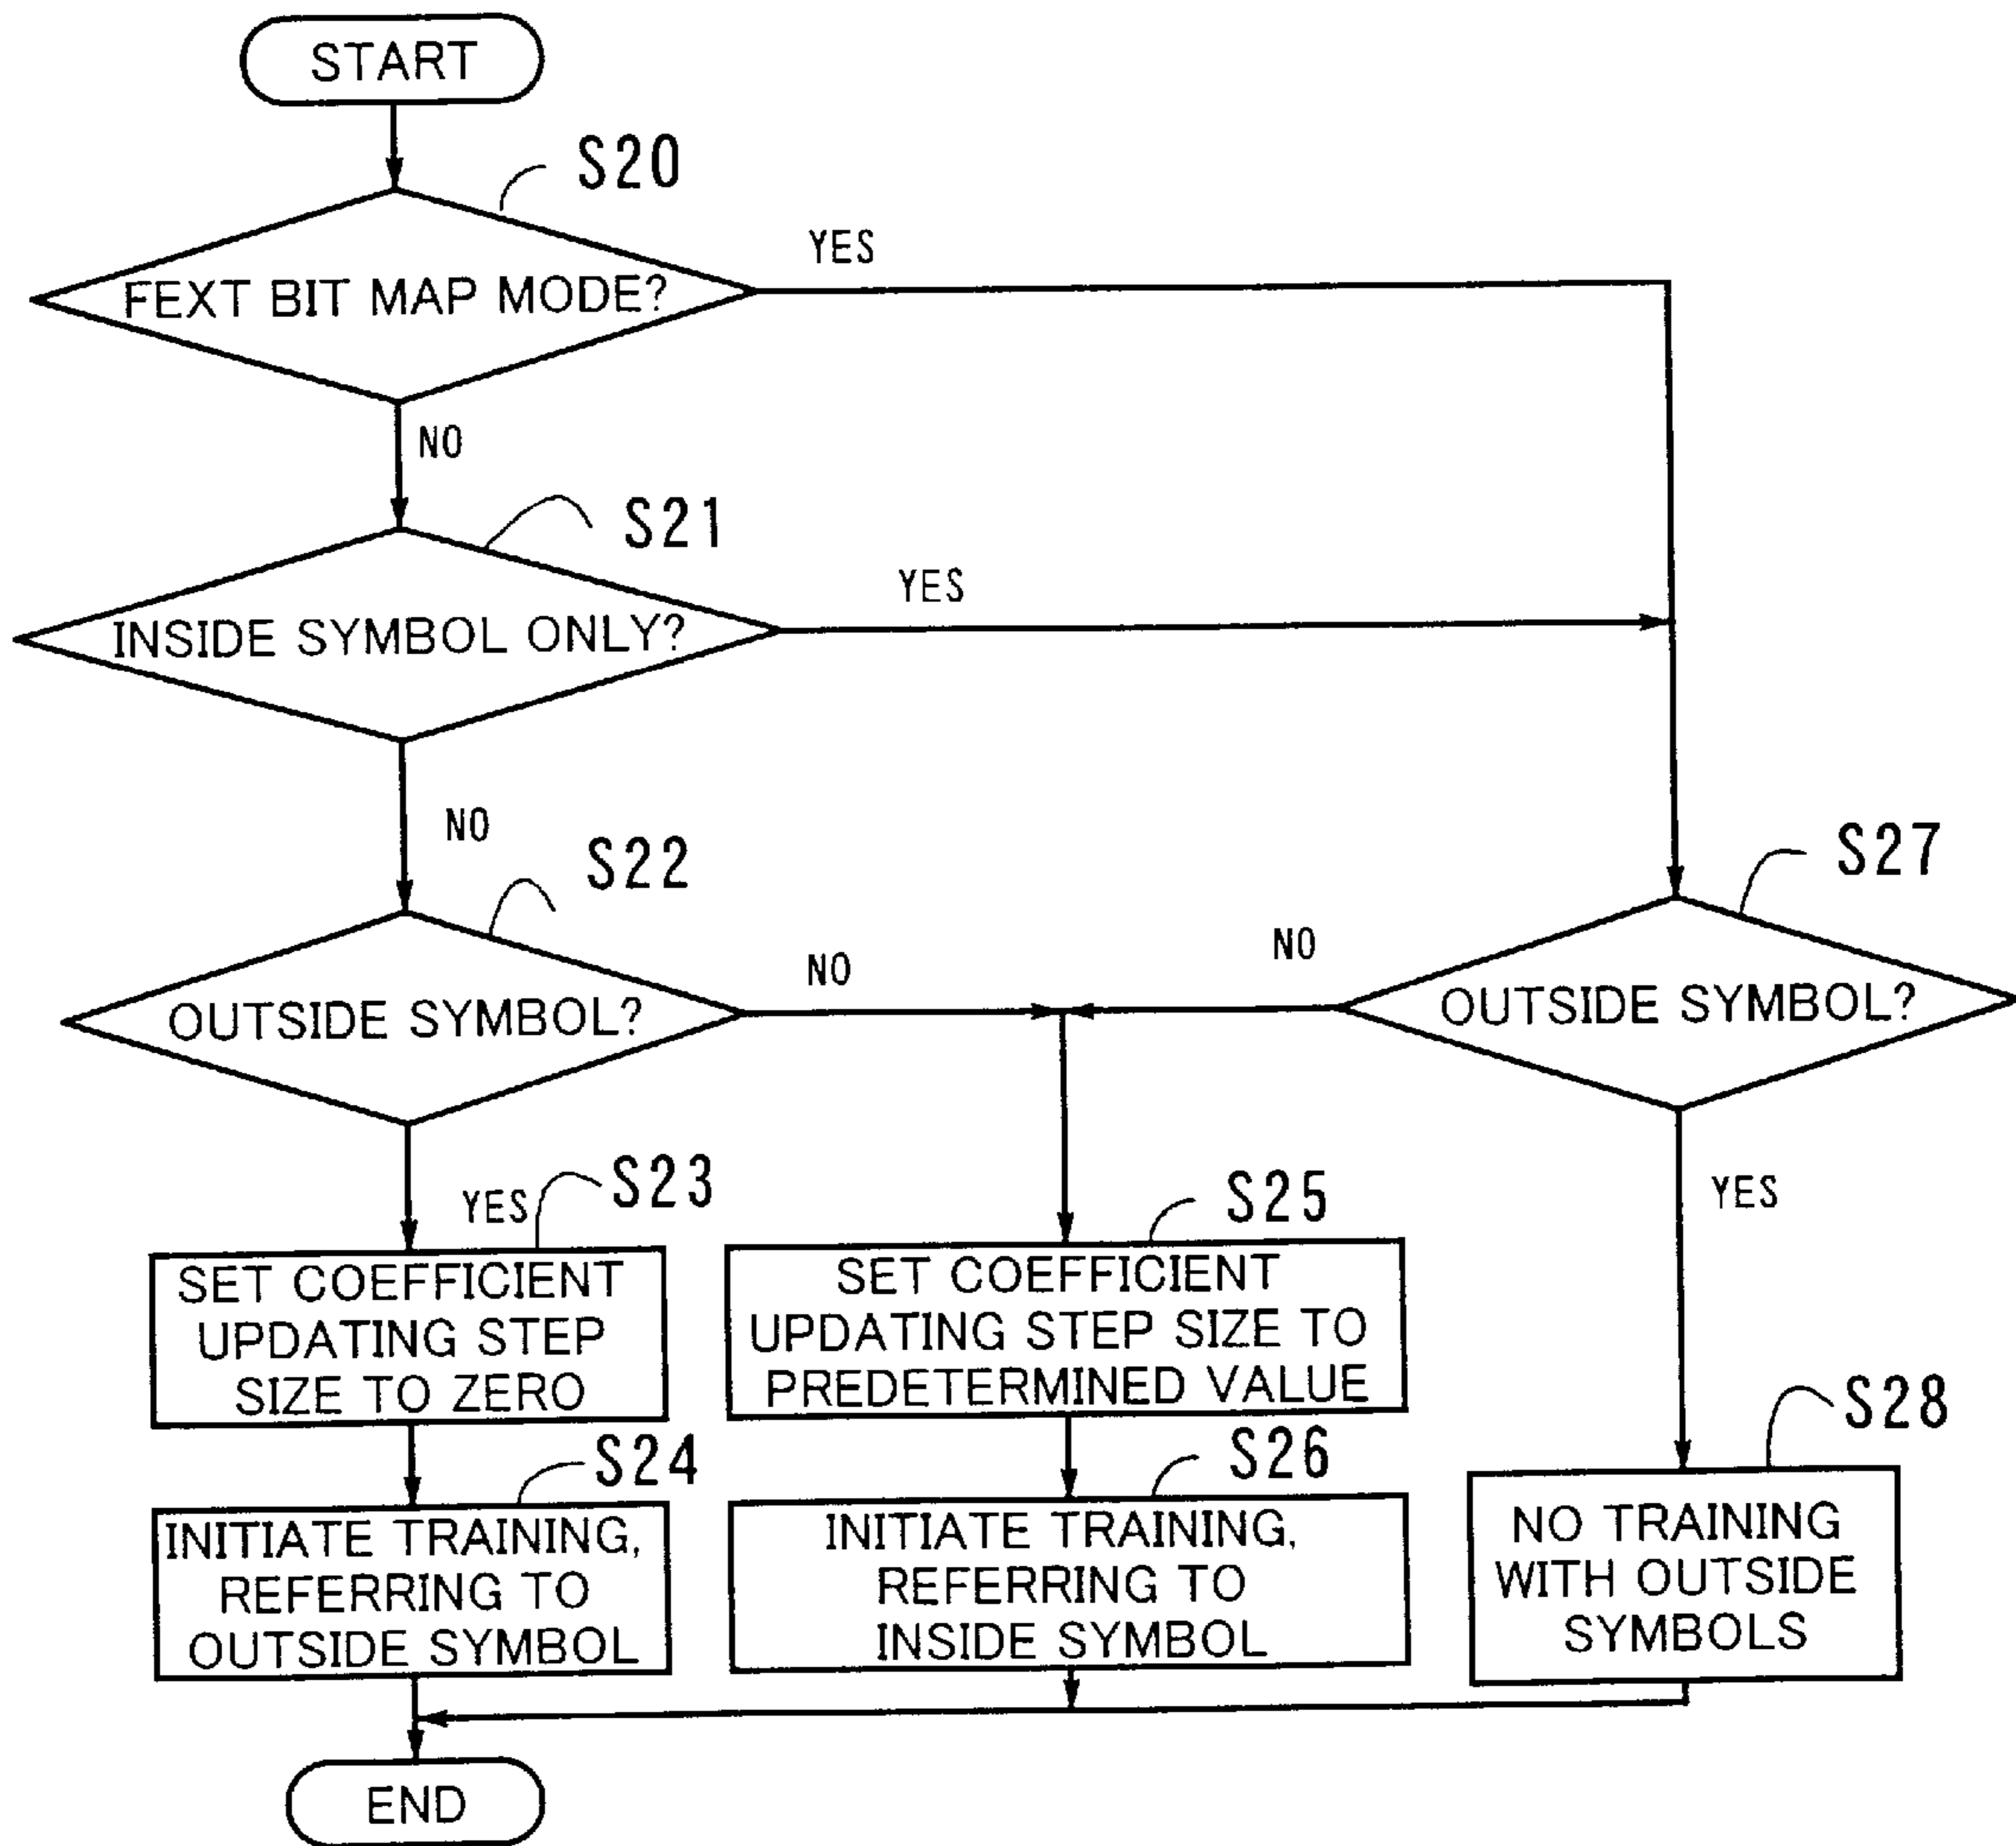 START
S20
YES
FEXT BIT MAP MODE?
NO
S21
YES
INSIDE SYMBOL ONLY?
NO
S22
S27
NO
NO
OUTSIDE SYMBOL?
OUTSIDE SYMBOL?
YES
S23
S25
YES
SET COEFFICIENT
UPDATING STEP
SIZE TO ZERO
SET COEFFICIENT
UPDATING STEP SIZE TO
PREDETERMINED VALUE
S24
S26
S28
INITIATE TRAINING,
REFERRING TO
OUTSIDE SYMBOL
INITIATE TRAINING,
REFERRING TO
INSIDE SYMBOL
NO TRAINING
WITH OUTSIDE
SYMBOLS
END